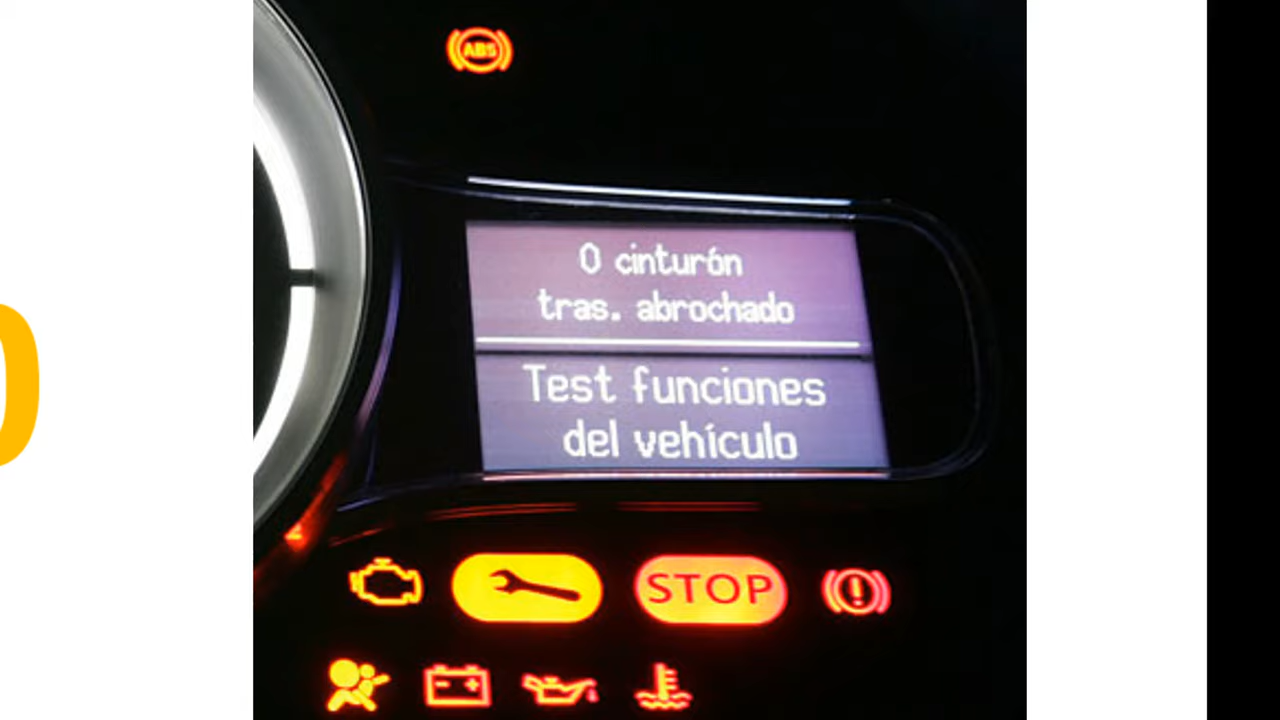 ABS
0 cinturón
tras. abrochado
Test funciones
del vehículo
STOP